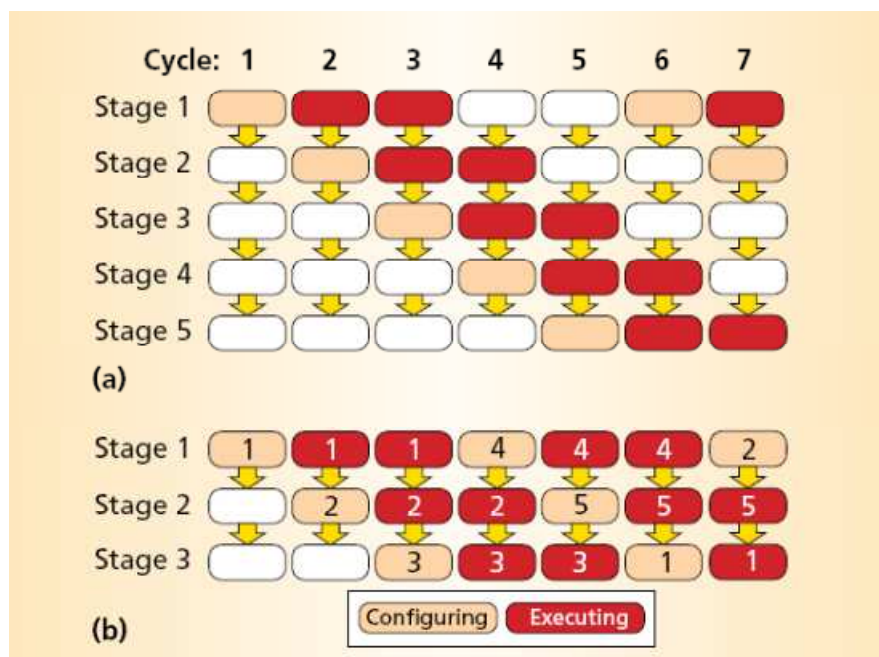 Cycle: 1 2 3 4 5 6 7
Stage 1
Stage 2
Stage 3
Stage 4
Stage 5
(a)
Stage 1 1 1 1 4 4 4 2
Stage 2 2 2 2 5 5 5
Stage 3 3 3 3 1 1
(b) Configuring Executing